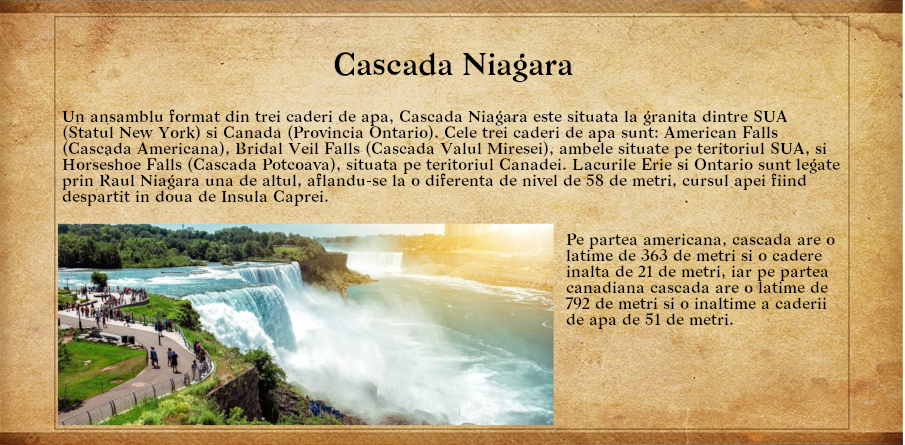 Cascada Niagara
Un ansamblu format din trei caderi de apa, Cascada Niagara este situata la granita dintre SUA
(Statul New York) si Canada (Provincia Ontario). Cele trei caderi de apa sunt: American Falls
(Cascada Americana), Bridal Veil Falls (Cascada Valul Miresei), ambele situate pe teritoriul SUA, si
Horseshoe Falls (Cascada Potcoava), situata pe teritoriul Canadei. Lacurile Erie si Ontario sunt legate
prin Raul Niagara una de altul, aflandu-se la o diferenta de nivel de 58 de metri, cursul apei fiind
despartit in doua de Insula Caprei.
Pe partea americana, cascada are o
latime de 363 de metri si o cadere
inalta de 21 de metri, iar pe partea
canadiana cascada are o latime de
792 de metri si o inaltime a caderii
de apa de 51 de metri.